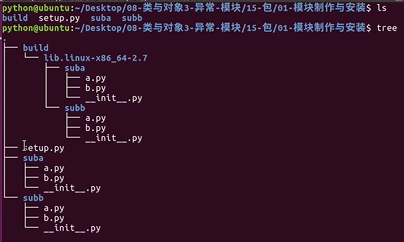 python@ubuntu:~/Desktop/08-类与对象3-异常-模块/15-包/01-模块制作与安装$ ls
build setup.py suba subb
python@ubuntu:~/Desktop/08-类与对象3-异常-模块/15-包/01-模块制作与安装$ tree
.
├── build
│   └── lib.linux-x86_64-2.7
│       ├── suba
│       │   ├── a.py
│       │   ├── b.py
│       │   └── __init__.py
│       └── subb
│           ├── a.py
│           ├── b.py
│           └── __init__.py
├── setup.py
├── suba
│   ├── a.py
│   ├── b.py
│   └── __init__.py
└── subb
    ├── a.py
    ├── b.py
    └── __init__.py